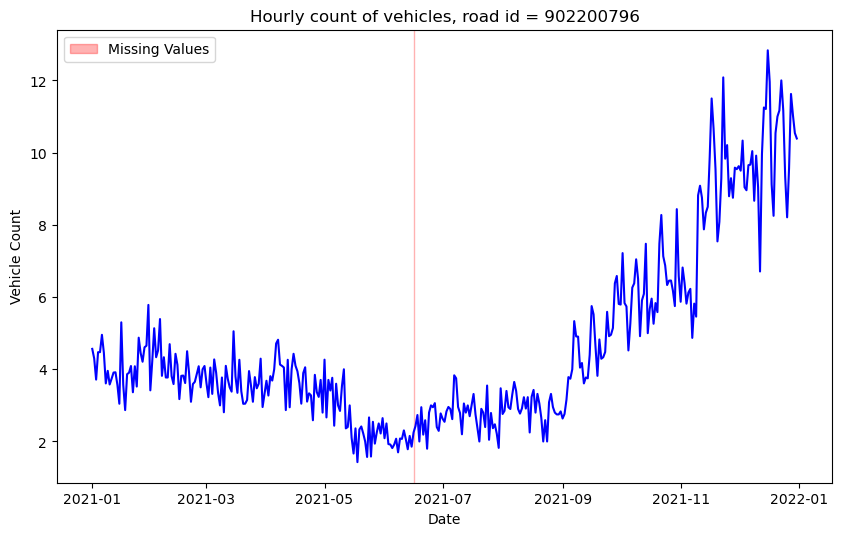 Hourly count of vehicles, road id = 902200796
Missing Values
Vehicle Count
12
10
8
6
4
2
2021-01 2021-03 2021-05 2021-07 2021-09 2021-11 2022-01
Date